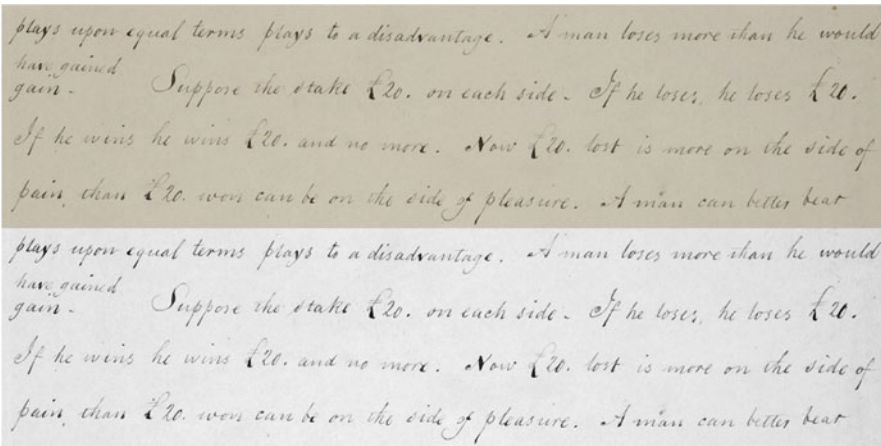 plays upon equal terms plays to a disadvantage. A man loses more than he would
have gained
gain. Suppose the stake £20. on each side. If he loses, he loses £20.
If he wins he wins £20. and no more. Now £20. lost is more on the side of
pain, than £20. won can be on the side of pleasure. A man can better bear
plays upon equal terms plays to a disadvantage. A man loses more than he would
have gained
gain. Suppose the stake £20. on each side. If he loses, he loses £20.
If he wins he wins £20. and no more. Now £20. lost is more on the side of
pain, than £20. won can be on the side of pleasure. A man can better bear